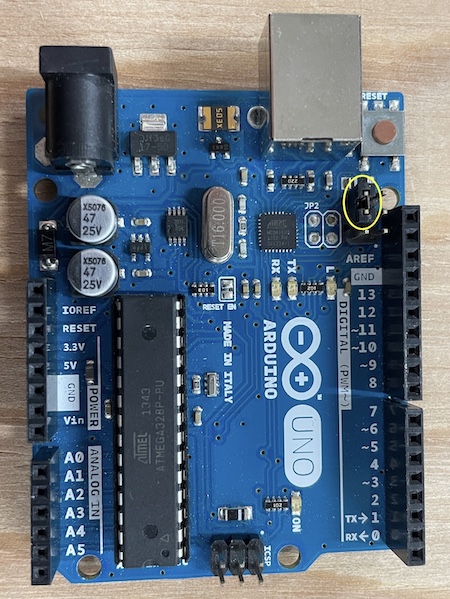 RESET
XE05
X5076
47
25V
16.000
JP2
X5076
47
25V
RX
TX
L
RESET EN
AREF
GND
13
12
~11
~10
~9
8
7
~6
~5
4
~3
2
TX→1
RX←0
DIGITAL (PWM~)
IOREF
RESET
3.3V
5V
GND
Vin
POWER
A0
A1
A2
A3
A4
A5
ANALOG IN
ATMEL
1343
ATMEGA328P-PU
MADE IN ITALY
ARDUINO
TM
UNO
ON
ICSP